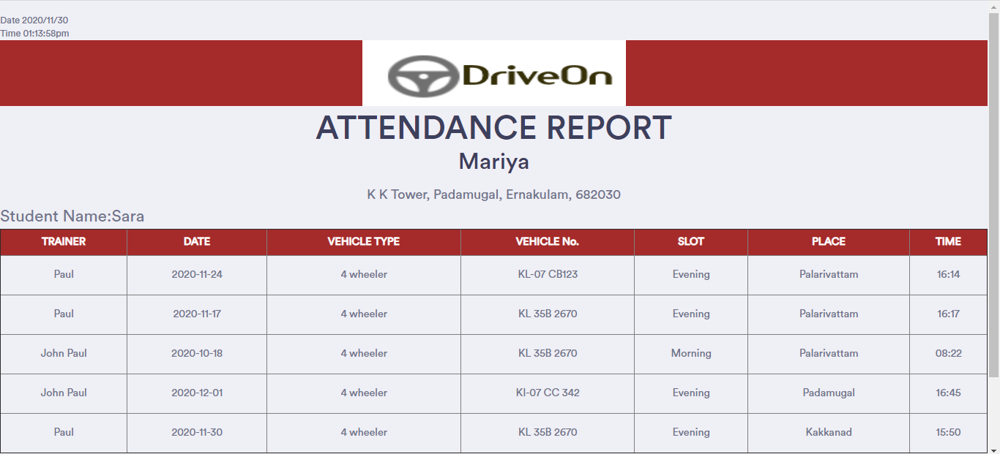 Date 2020/11/30
Time 01:13:58pm
DriveOn
ATTENDANCE REPORT
Mariya
K K Tower, Padamugal, Ernakulam, 682030
Student Name:Sara
TRAINER DATE VEHICLE TYPE VEHICLE No. SLOT PLACE TIME
Paul 2020-11-24 4 wheeler KL-07 CB123 Evening Palarivattam 16:14
Paul 2020-11-17 4 wheeler KL 35B 2670 Evening Palarivattam 16:17
John Paul 2020-10-18 4 wheeler KL 35B 2670 Morning Palarivattam 08:22
John Paul 2020-12-01 4 wheeler Kl-07 CC 342 Evening Padamugal 16:45
Paul 2020-11-30 4 wheeler KL 35B 2670 Evening Kakkanad 15:50